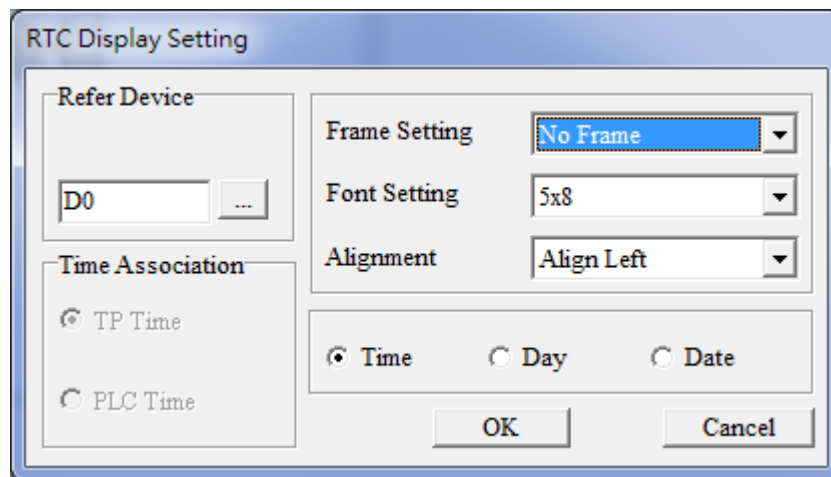 RTC Display Setting
Refer Device
D0 ...
Time Association
TP Time
PLC Time
Frame Setting No Frame
Font Setting 5x8
Alignment Align Left
Time Day Date
OK Cancel